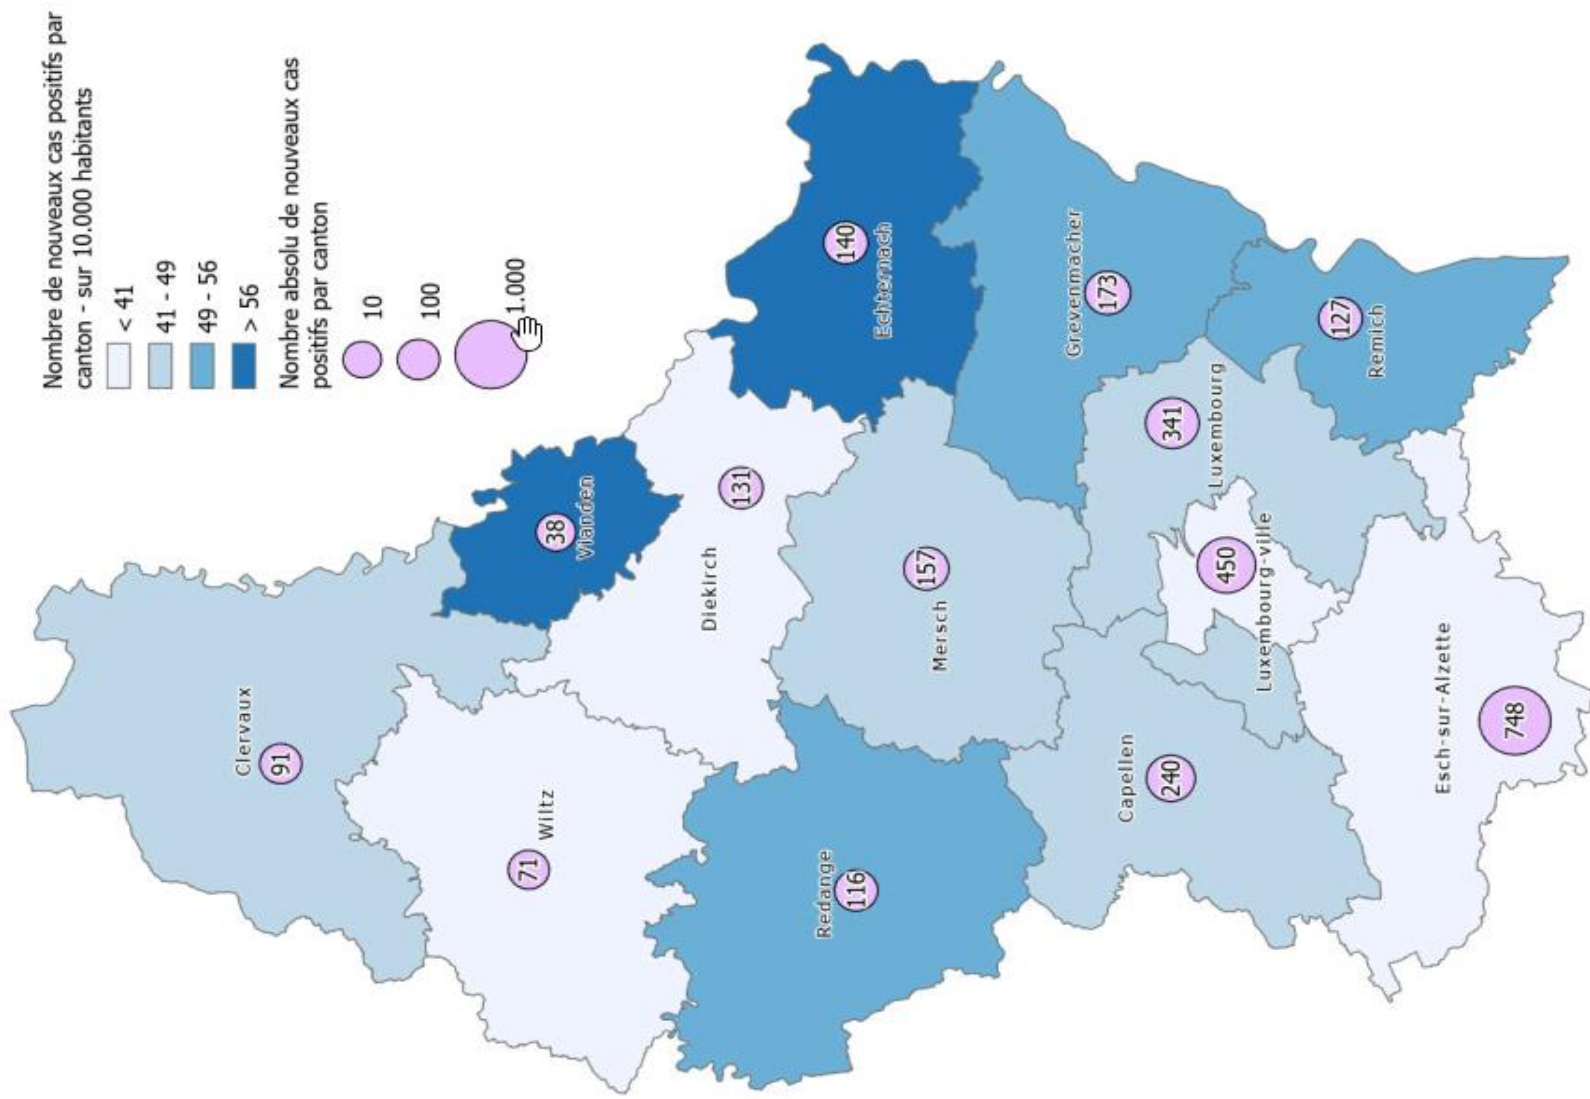 Nombre de nouveaux cas positifs par
canton - sur 10.000 habitants
< 41
41 - 49
49 - 56
> 56
Nombre absolu de nouveaux cas
positifs par canton
10
100
1.000
Clervaux
91
Wiltz
71
38
Vianden
Diekirch
131
140
Echternach
Redange
116
Mersch
157
Grevenmacher
173
Capellen
240
341
Luxembourg
450
Luxembourg-ville
127
Remich
Esch-sur-Alzette
748